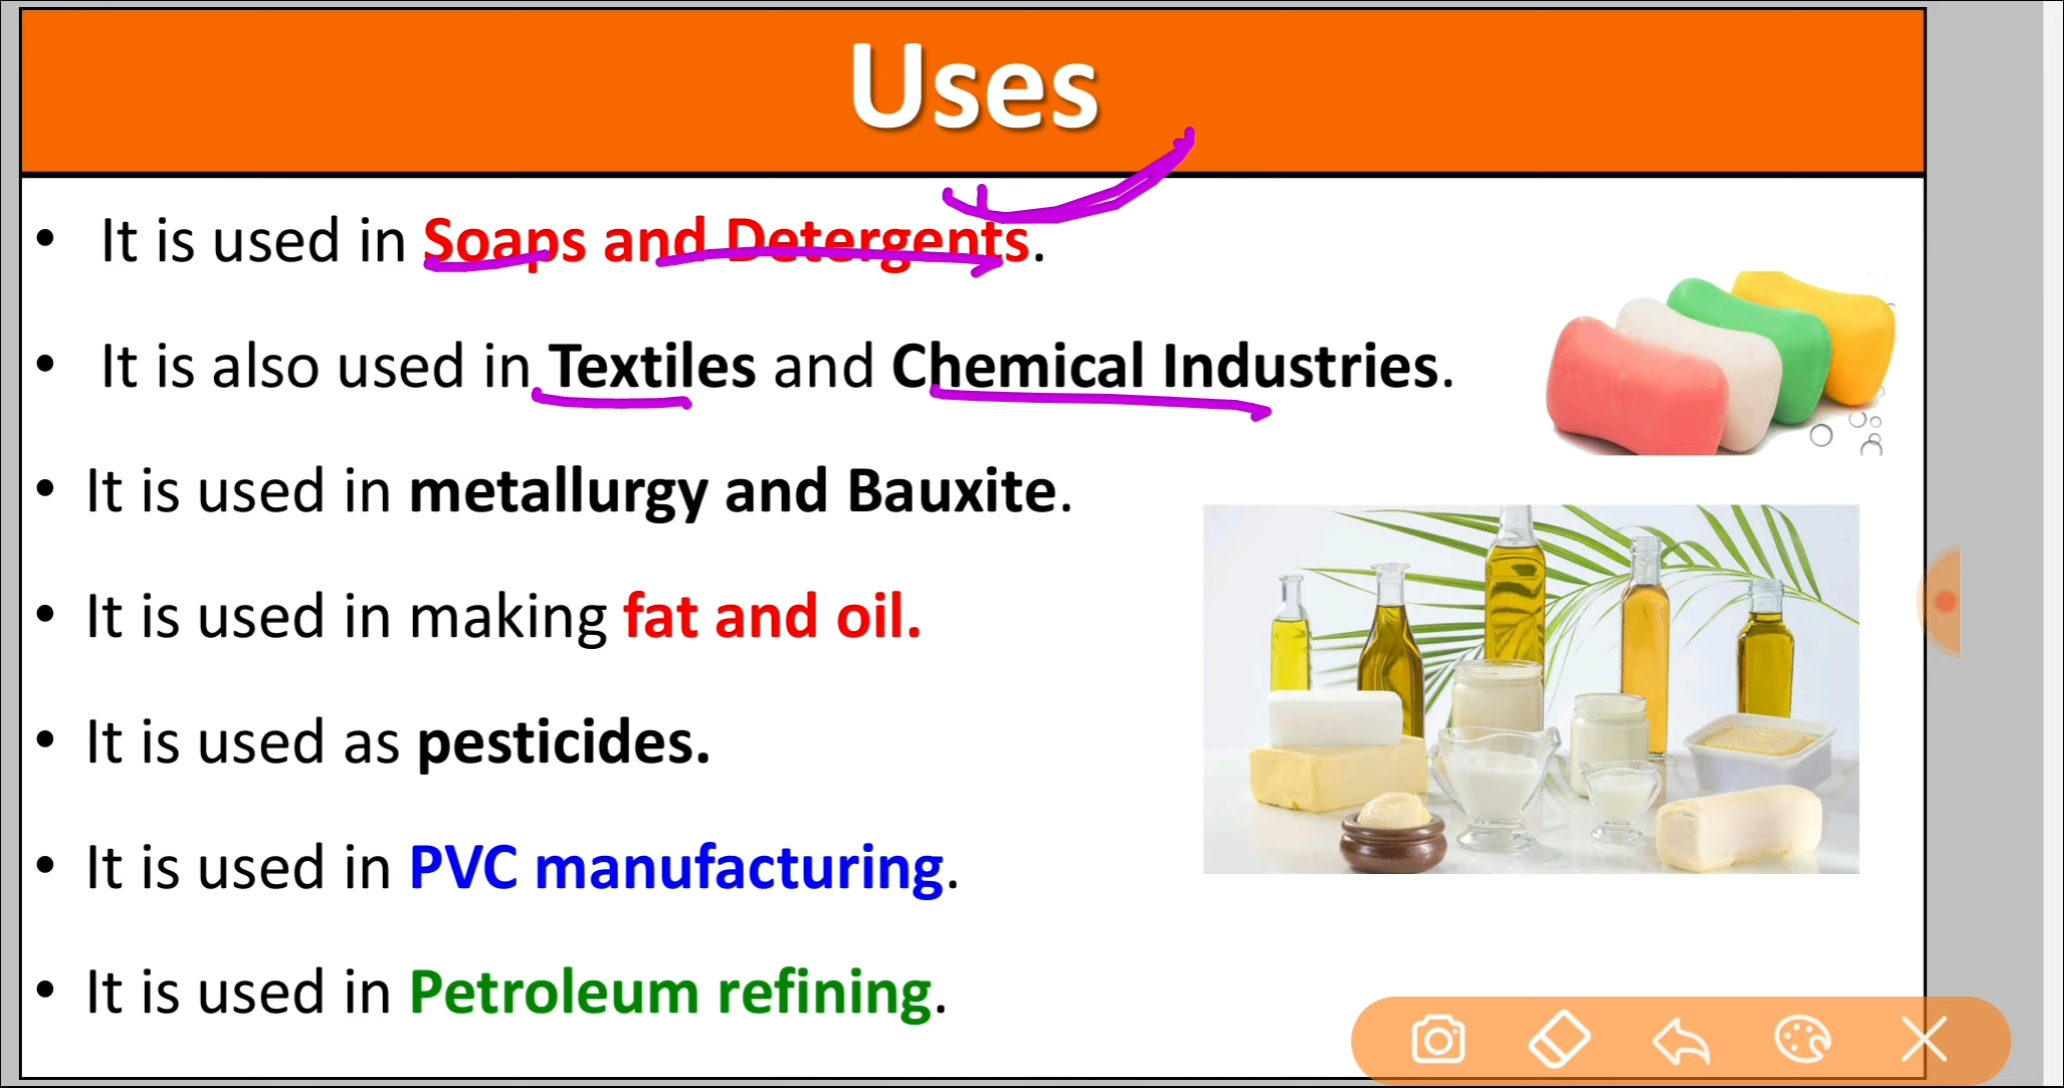 Uses
• It is used in Soaps and Detergents.
• It is also used in Textiles and Chemical Industries.
• It is used in metallurgy and Bauxite.
• It is used in making fat and oil.
• It is used as pesticides.
• It is used in PVC manufacturing.
• It is used in Petroleum refining.